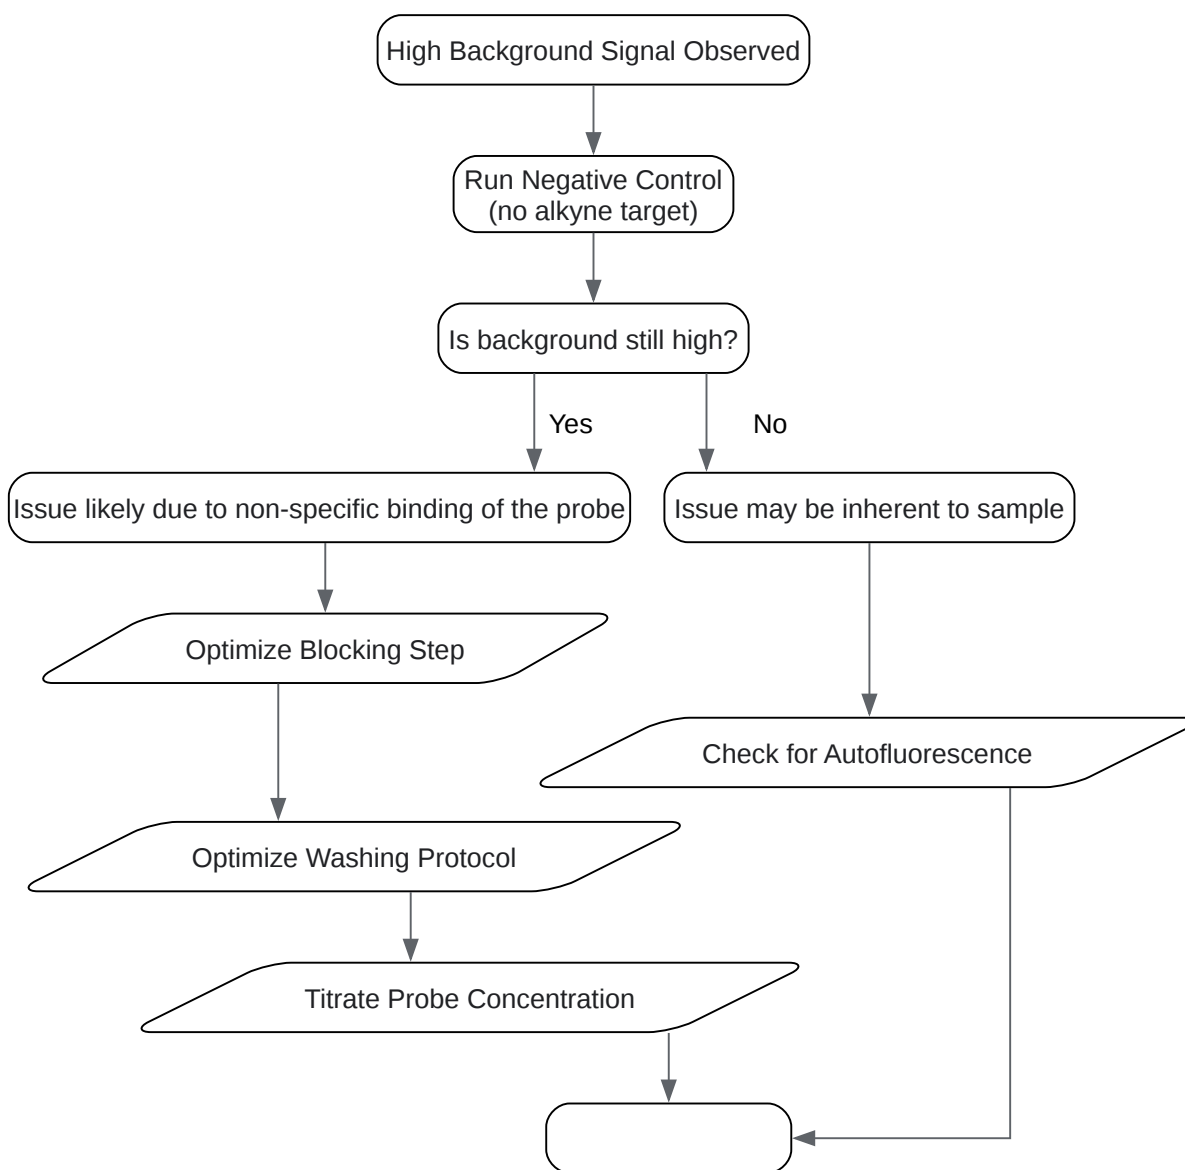 High Background Signal Observed
Run Negative Control
(no alkyne target)
Is background still high?
Yes
No
Issue likely due to non-specific binding of the probe
Issue may be inherent to sample
Optimize Blocking Step
Check for Autofluorescence
Optimize Washing Protocol
Titrate Probe Concentration